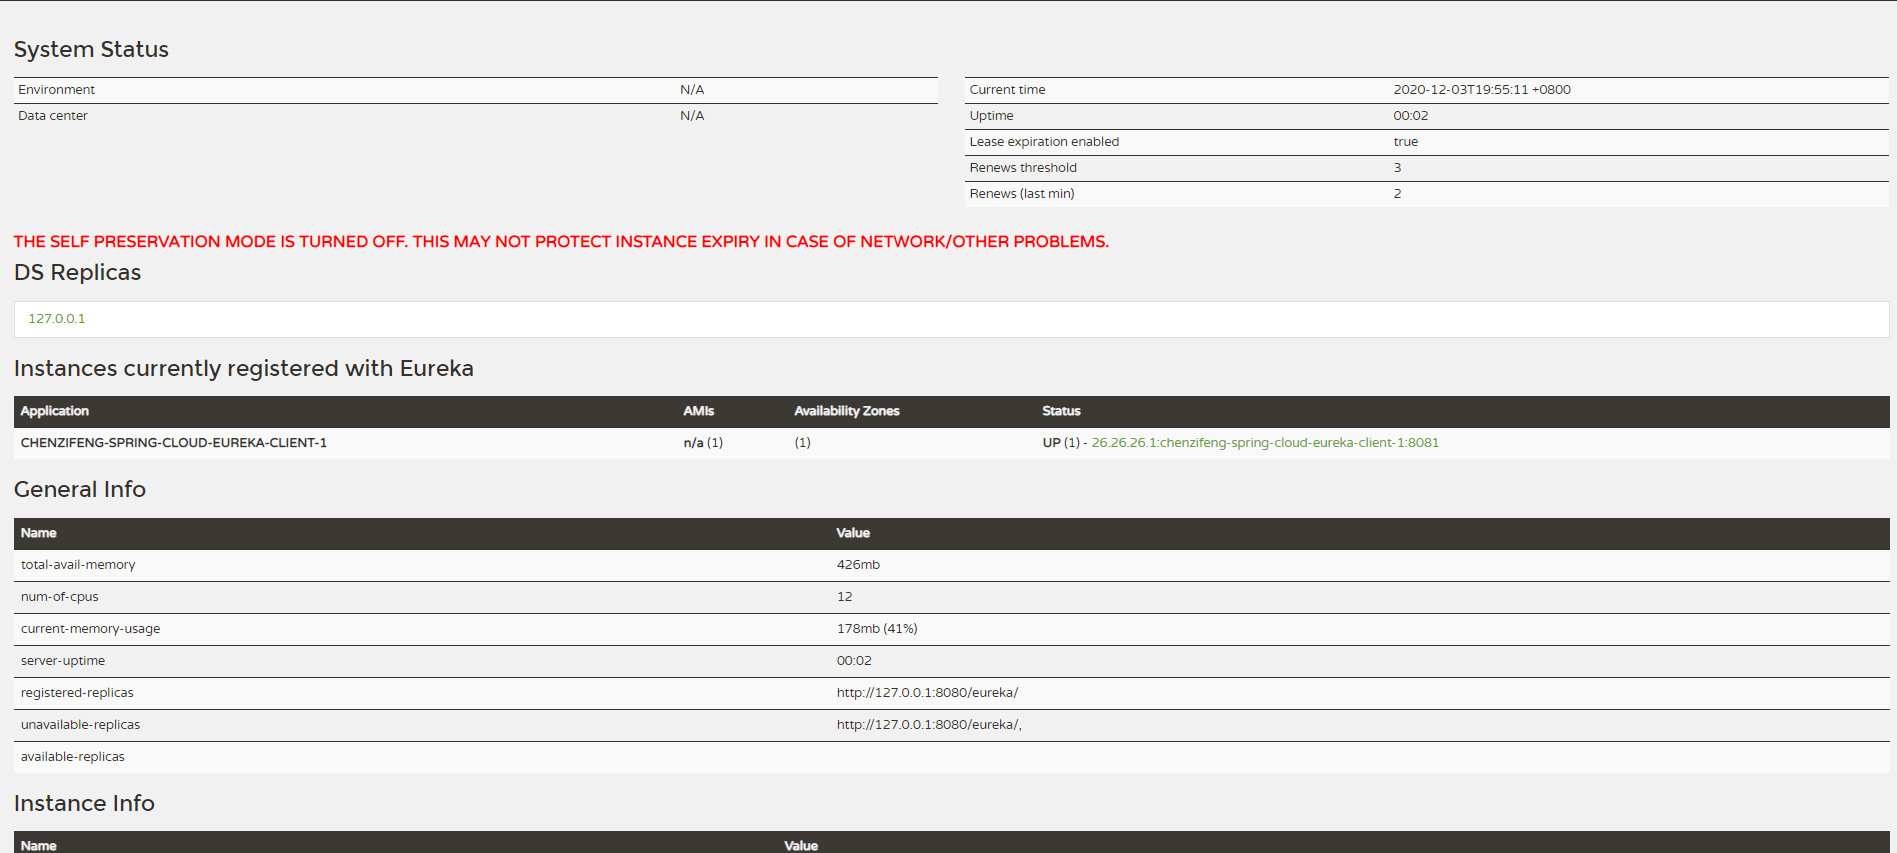 System Status
Environment N/A
Data center N/A
Current time 2020-12-03T19:55:11 +0800
Uptime 00:02
Lease expiration enabled true
Renews threshold 3
Renews (last min) 2
THE SELF PRESERVATION MODE IS TURNED OFF. THIS MAY NOT PROTECT INSTANCE EXPIRY IN CASE OF NETWORK/OTHER PROBLEMS.
DS Replicas
127.0.0.1
Instances currently registered with Eureka
Application AMIs Availability Zones Status
CHENZIFENG-SPRING-CLOUD-EUREKA-CLIENT-1 n/a (1) (1) UP (1) - 26.26.26.1:chenzifeng-spring-cloud-eureka-client-1:8081
General Info
Name Value
total-avail-memory 426mb
num-of-cpus 12
current-memory-usage 178mb (41%)
server-uptime 00:02
registered-replicas http://127.0.0.1:8080/eureka/
unavailable-replicas http://127.0.0.1:8080/eureka/,
available-replicas
Instance Info
Name Value